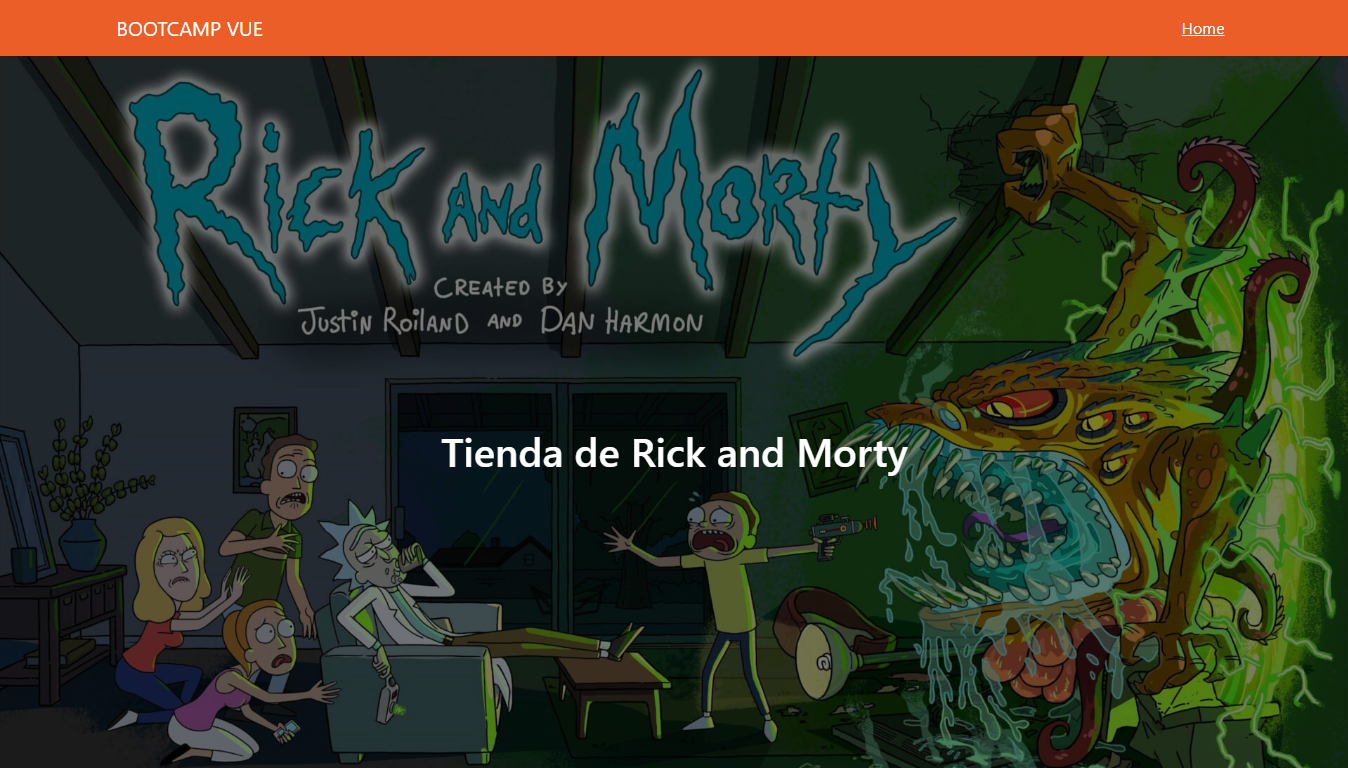 BOOTCAMP VUE
Home
Rick and Morty
Created By
Justin Roiland and Dan Harmon
Tienda de Rick and Morty